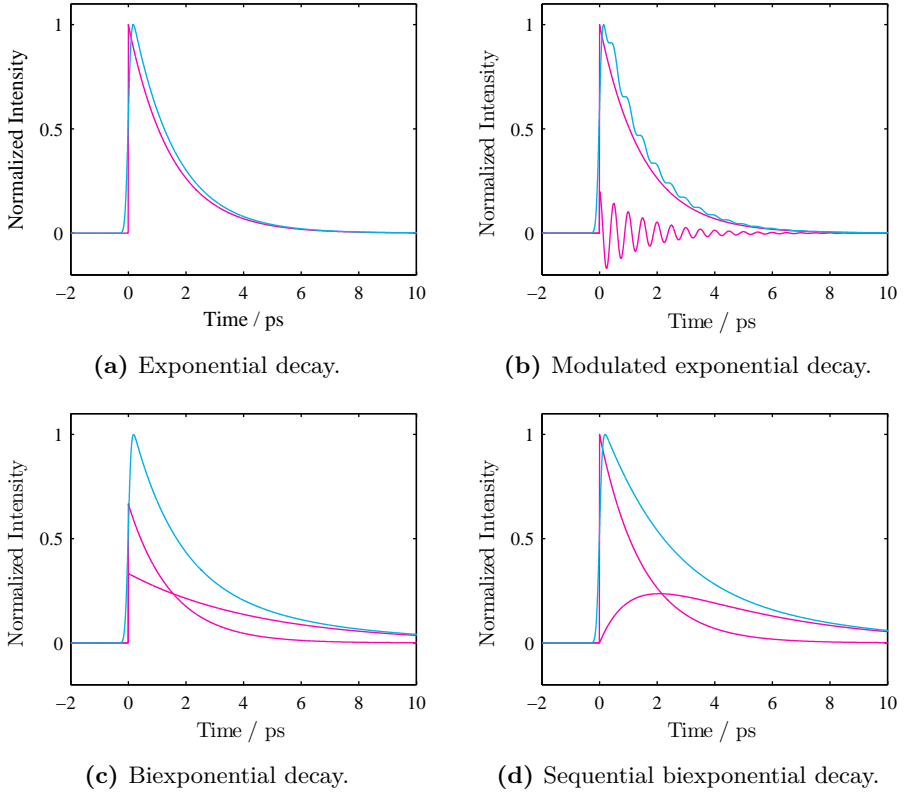 1
0.5
0
Normalized Intensity
−2 0 2 4 6 8 10
Time / ps
(a) Exponential decay.
1
0.5
0
Normalized Intensity
−2 0 2 4 6 8 10
Time / ps
(b) Modulated exponential decay.
1
0.5
0
Normalized Intensity
−2 0 2 4 6 8 10
Time / ps
(c) Biexponential decay.
1
0.5
0
Normalized Intensity
−2 0 2 4 6 8 10
Time / ps
(d) Sequential biexponential decay.